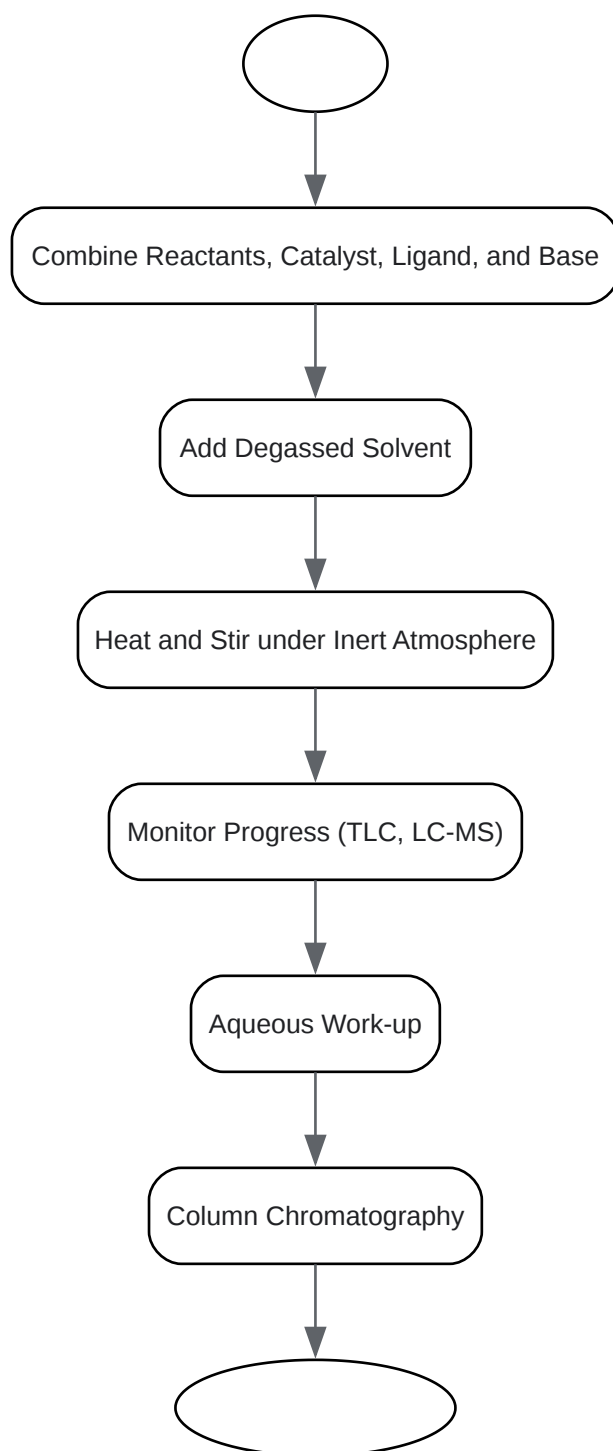 Combine Reactants, Catalyst, Ligand, and Base
Add Degassed Solvent
Heat and Stir under Inert Atmosphere
Monitor Progress (TLC, LC-MS)
Aqueous Work-up
Column Chromatography